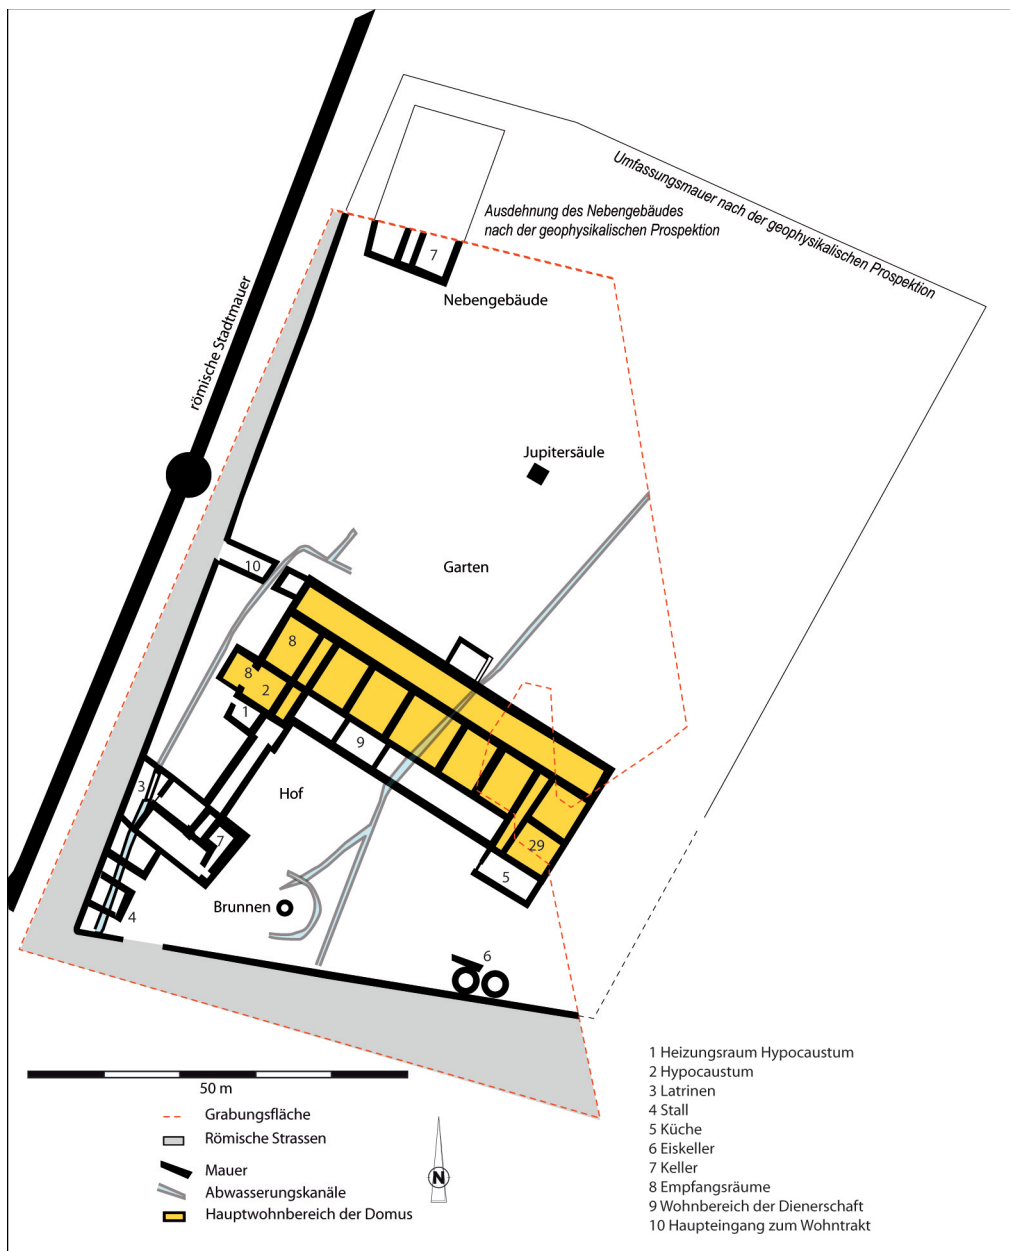 Umfassungsmauer nach der geophysikalischen Prospektion
Ausdehnung des Nebengebäudes
nach der geophysikalischen Prospektion
7
Nebengebäude
römische Stadtmauer
Jupitersäule
Garten
10
8
8
2
1
9
3
Hof
7
29
5
Brunnen
4
6
50 m
Grabungsfläche
Römische Strassen
Mauer
Abwasserungskanäle
Hauptwohnbereich der Domus
N
1 Heizungsraum Hypocaustum
2 Hypocaustum
3 Latrinen
4 Stall
5 Küche
6 Eiskeller
7 Keller
8 Empfangsräume
9 Wohnbereich der Dienerschaft
10 Haupteingang zum Wohntrakt